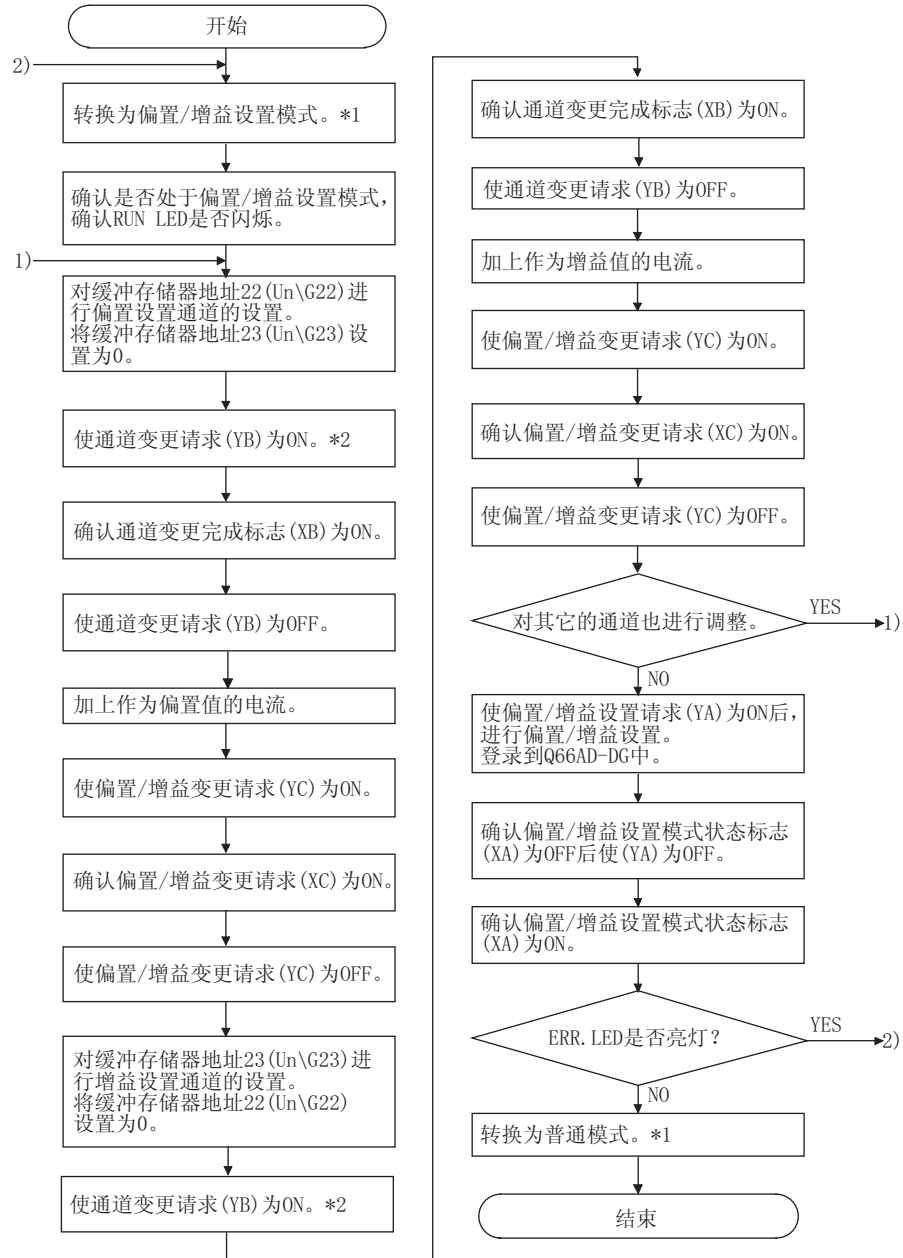 开始
2)
转换为偏置/增益设置模式。*1
确认是否处于偏置/增益设置模式，
确认RUN LED是否闪烁。
1)
对缓冲存储器地址22(Un\G22)进
行偏置设置通道的设置。
将缓冲存储器地址23(Un\G23)设
置为0。
使通道变更请求(YB)为ON。*2
确认通道变更完成标志(XB)为ON。
使通道变更请求(YB)为OFF。
加上作为偏置值的电流。
使偏置/增益变更请求(YC)为ON。
确认偏置/增益变更请求(XC)为ON。
使偏置/增益变更请求(YC)为OFF。
对缓冲存储器地址23(Un\G23)进
行增益设置通道的设置。
将缓冲存储器地址22(Un\G22)
设置为0。
使通道变更请求(YB)为ON。*2
确认通道变更完成标志(XB)为ON。
使通道变更请求(YB)为OFF。
加上作为增益值的电流。
使偏置/增益变更请求(YC)为ON。
确认偏置/增益变更请求(XC)为ON。
使偏置/增益变更请求(YC)为OFF。
对其它的通道也进行调整。
YES
1)
NO
使偏置/增益设置请求(YA)为ON后，
进行偏置/增益设置。
登录到Q66AD-DG中。
确认偏置/增益设置模式状态标志
(XA)为OFF后使(YA)为OFF。
确认偏置/增益设置模式状态标志
(XA)为ON。
ERR.LED是否亮灯？
YES
2)
NO
转换为普通模式。*1
结束